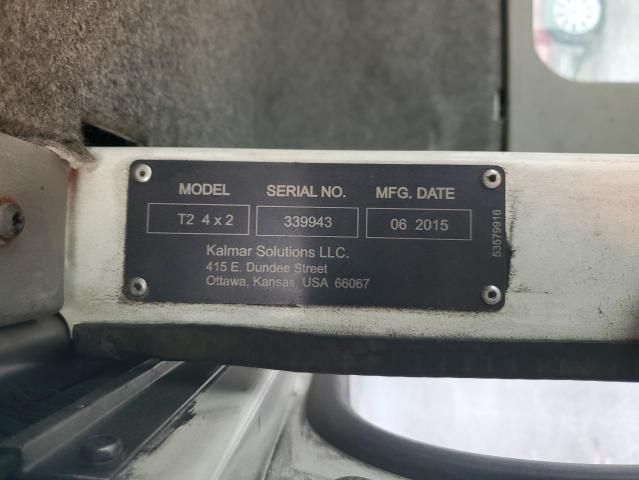 MODEL SERIAL NO. MFG. DATE
T2 4 x 2 339943 06 2015
Kalmar Solutions LLC.
415 E. Dundee Street
Ottawa, Kansas, USA 66067
53579916